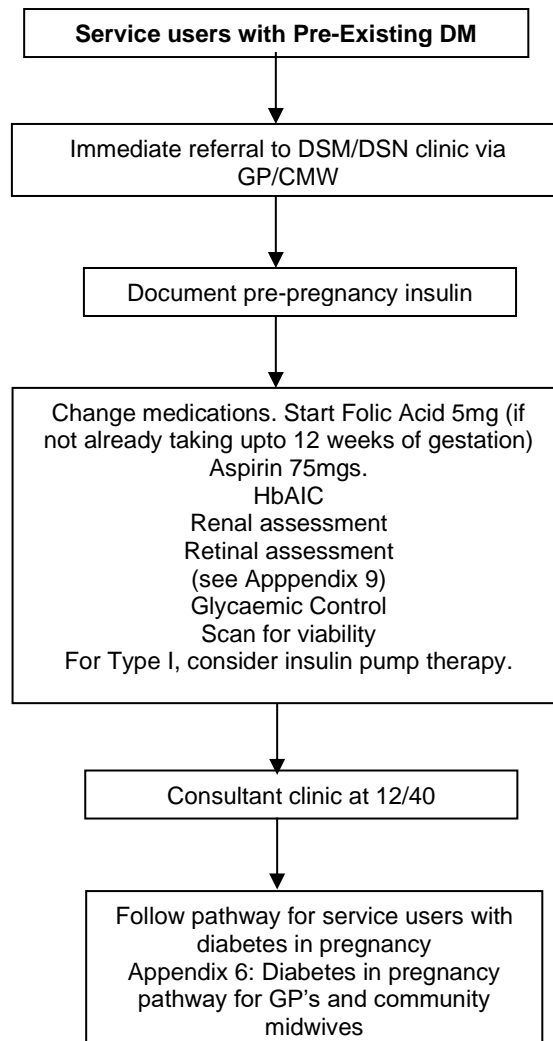 Service users with Pre-Existing DM
Immediate referral to DSM/DSN clinic via
GP/CMW
Document pre-pregnancy insulin
Change medications. Start Folic Acid 5mg (if
not already taking upto 12 weeks of gestation)
Aspirin 75mgs.
HbAIC
Renal assessment
Retinal assessment
(see Apppendix 9)
Glycaemic Control
Scan for viability
For Type I, consider insulin pump therapy.
Consultant clinic at 12/40
Follow pathway for service users with
diabetes in pregnancy
Appendix 6: Diabetes in pregnancy
pathway for GP's and community
midwives